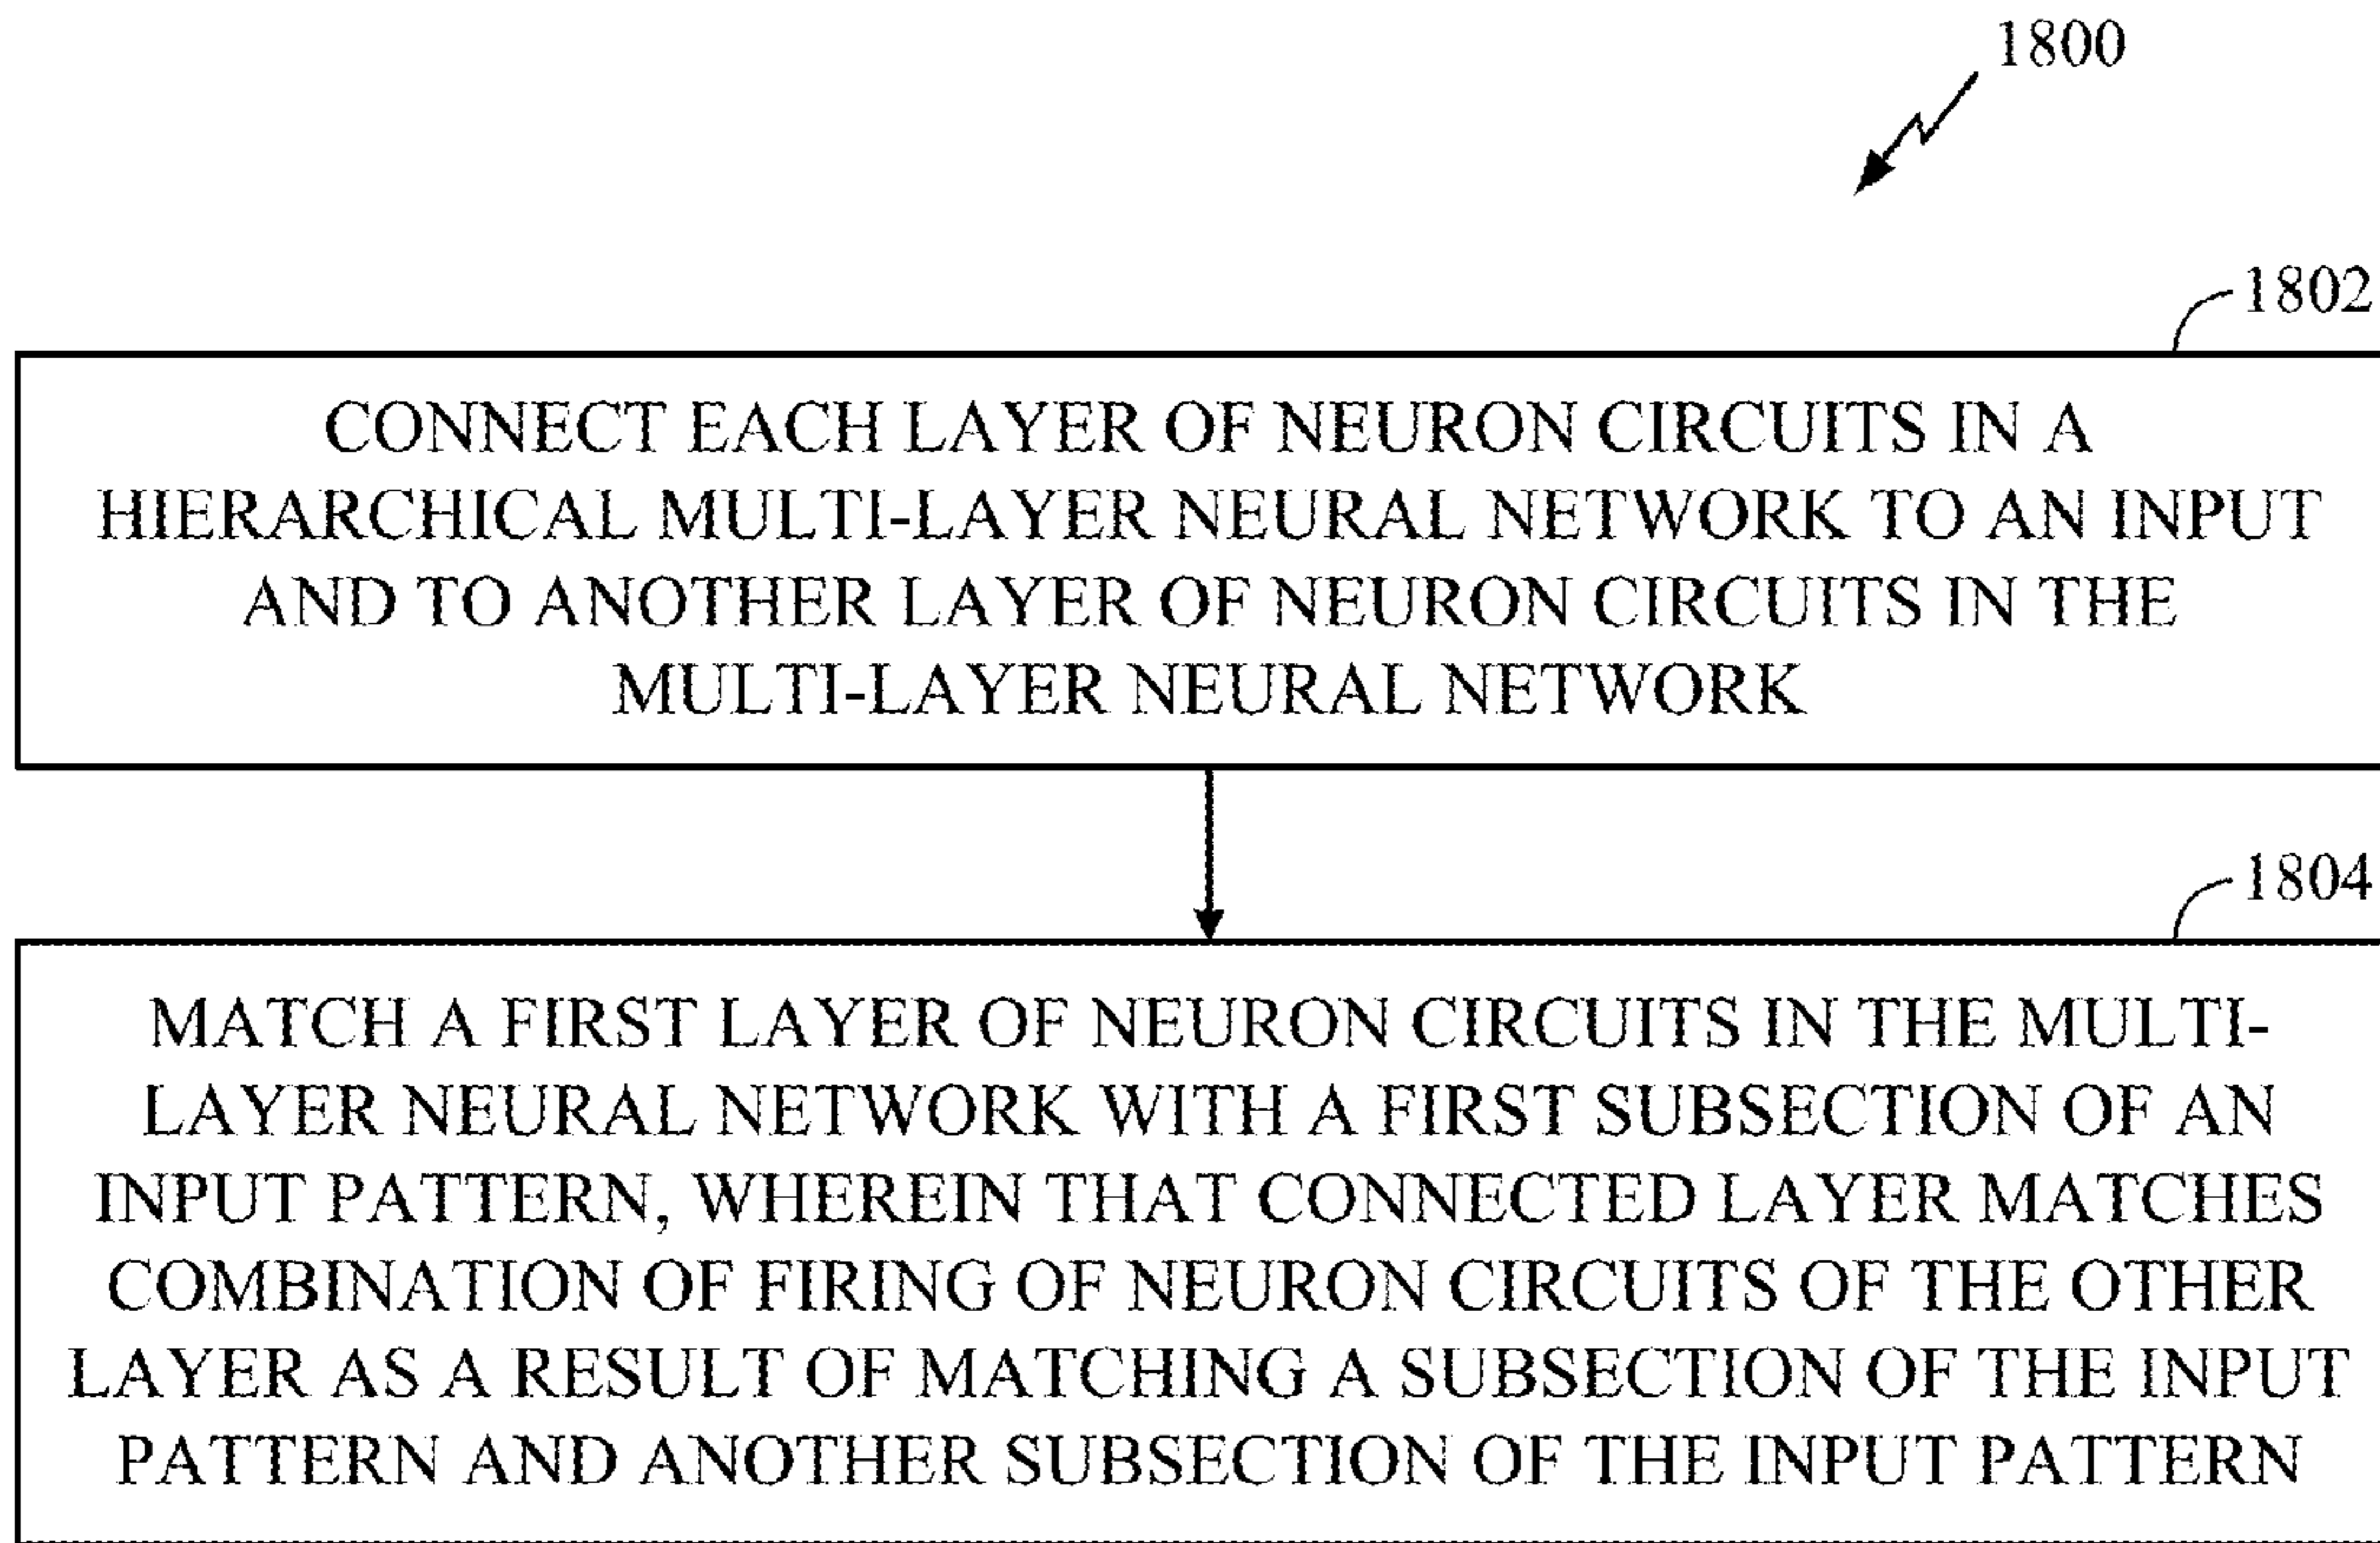 1800
1802
CONNECT EACH LAYER OF NEURON CIRCUITS IN A
HIERARCHICAL MULTI-LAYER NEURAL NETWORK TO AN INPUT
AND TO ANOTHER LAYER OF NEURON CIRCUITS IN THE
MULTI-LAYER NEURAL NETWORK
1804
MATCH A FIRST LAYER OF NEURON CIRCUITS IN THE MULTI-
LAYER NEURAL NETWORK WITH A FIRST SUBSECTION OF AN
INPUT PATTERN, WHEREIN THAT CONNECTED LAYER MATCHES
COMBINATION OF FIRING OF NEURON CIRCUITS OF THE OTHER
LAYER AS A RESULT OF MATCHING A SUBSECTION OF THE INPUT
PATTERN AND ANOTHER SUBSECTION OF THE INPUT PATTERN